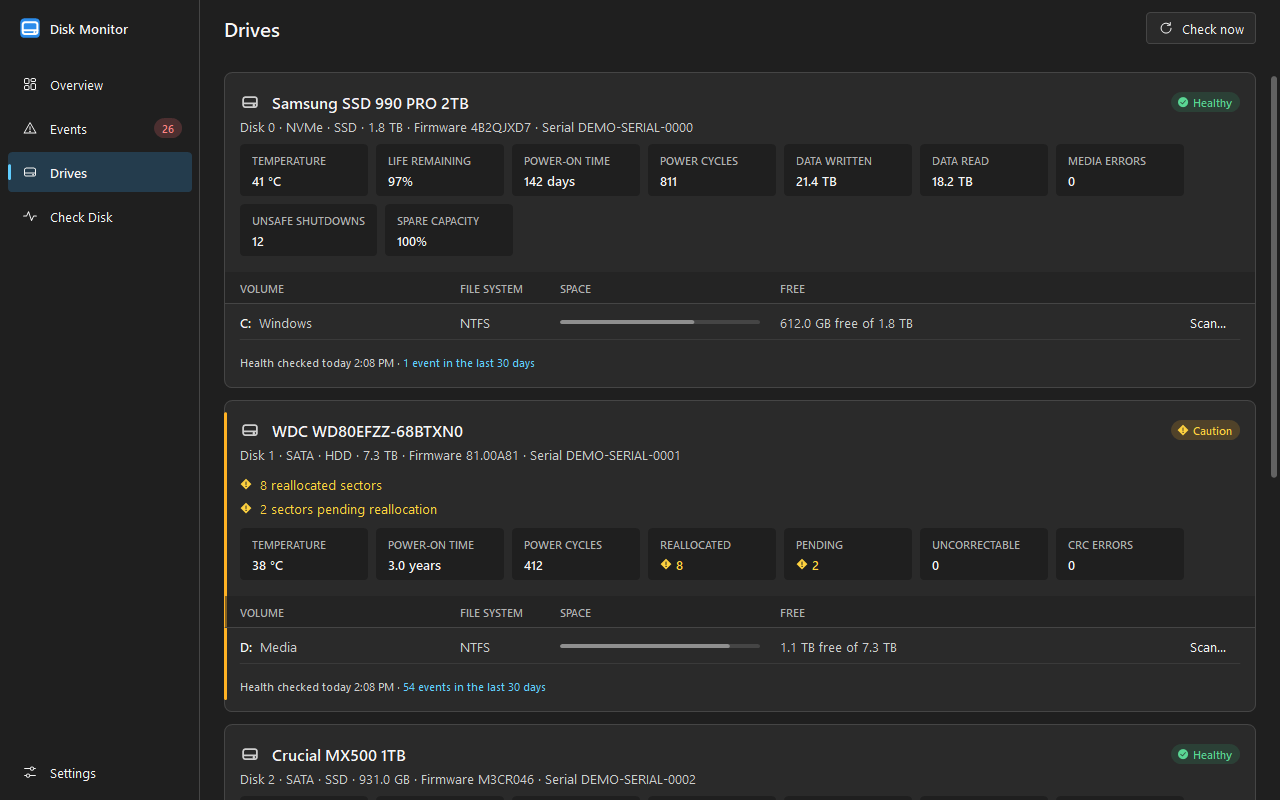 Disk Monitor
Overview
Events 26
Drives
Check Disk
Settings
Drives
Check now
Samsung SSD 990 PRO 2TB
Healthy
Disk 0 · NVMe · SSD · 1.8 TB · Firmware 4B2QJXD7 · Serial DEMO-SERIAL-0000
TEMPERATURE LIFE REMAINING POWER-ON TIME POWER CYCLES DATA WRITTEN DATA READ MEDIA ERRORS
41 °C 97% 142 days 811 21.4 TB 18.2 TB 0
UNSAFE SHUTDOWNS SPARE CAPACITY
12 100%
VOLUME FILE SYSTEM SPACE FREE
C: Windows NTFS 612.0 GB free of 1.8 TB Scan...
Health checked today 2:08 PM · 1 event in the last 30 days
WDC WD80EFZZ-68BTXN0
Caution
Disk 1 · SATA · HDD · 7.3 TB · Firmware 81.00A81 · Serial DEMO-SERIAL-0001
8 reallocated sectors
2 sectors pending reallocation
TEMPERATURE POWER-ON TIME POWER CYCLES REALLOCATED PENDING UNCORRECTABLE CRC ERRORS
38 °C 3.0 years 412 8 2 0 0
VOLUME FILE SYSTEM SPACE FREE
D: Media NTFS 1.1 TB free of 7.3 TB Scan...
Health checked today 2:08 PM · 54 events in the last 30 days
Crucial MX500 1TB
Healthy
Disk 2 · SATA · SSD · 931.0 GB · Firmware M3CR046 · Serial DEMO-SERIAL-0002